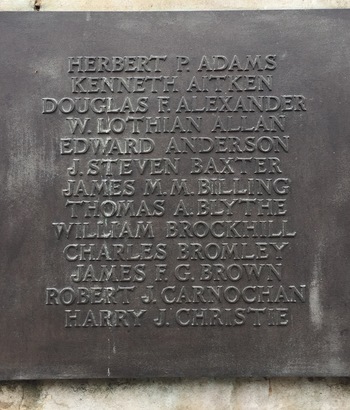 HERBERT P. ADAMS
KENNETH AITKEN
DOUGLAS F. ALEXANDER
W. LOTHIAN ALLAN
EDWARD ANDERSON
J. STEVEN BAXTER
JAMES M. M. BILLING
THOMAS A. BLYTHE
WILLIAM BROCKHILL
CHARLES BROMLEY
JAMES F. G. BROWN
ROBERT J. CARNOCHAN
HARRY J. CHRISTIE